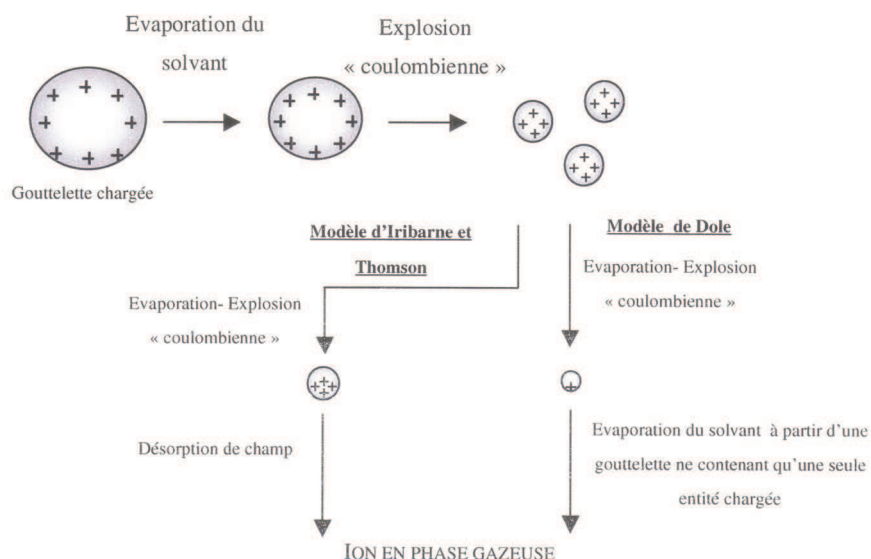 Evaporation du
solvant
Explosion
« coulombienne »
Gouttelette chargée
Modèle d'Iribarne et
Thomson
Modèle de Dole
Evaporation- Explosion
« coulombienne »
Evaporation- Explosion
« coulombienne »
Désorption de champ
Evaporation du solvant à partir d'une
gouttelette ne contenant qu'une seule
entité chargée
ION EN PHASE GAZEUSE